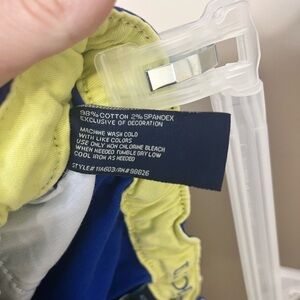 98% COTTON 2% SPANDEX
EXCLUSIVE OF DECORATION
MACHINE WASH COLD
WITH LIKE COLORS
USE ONLY NON CHLORINE BLEACH
WHEN NEEDED TUMBLE DRY LOW
COOL IRON AS NEEDED